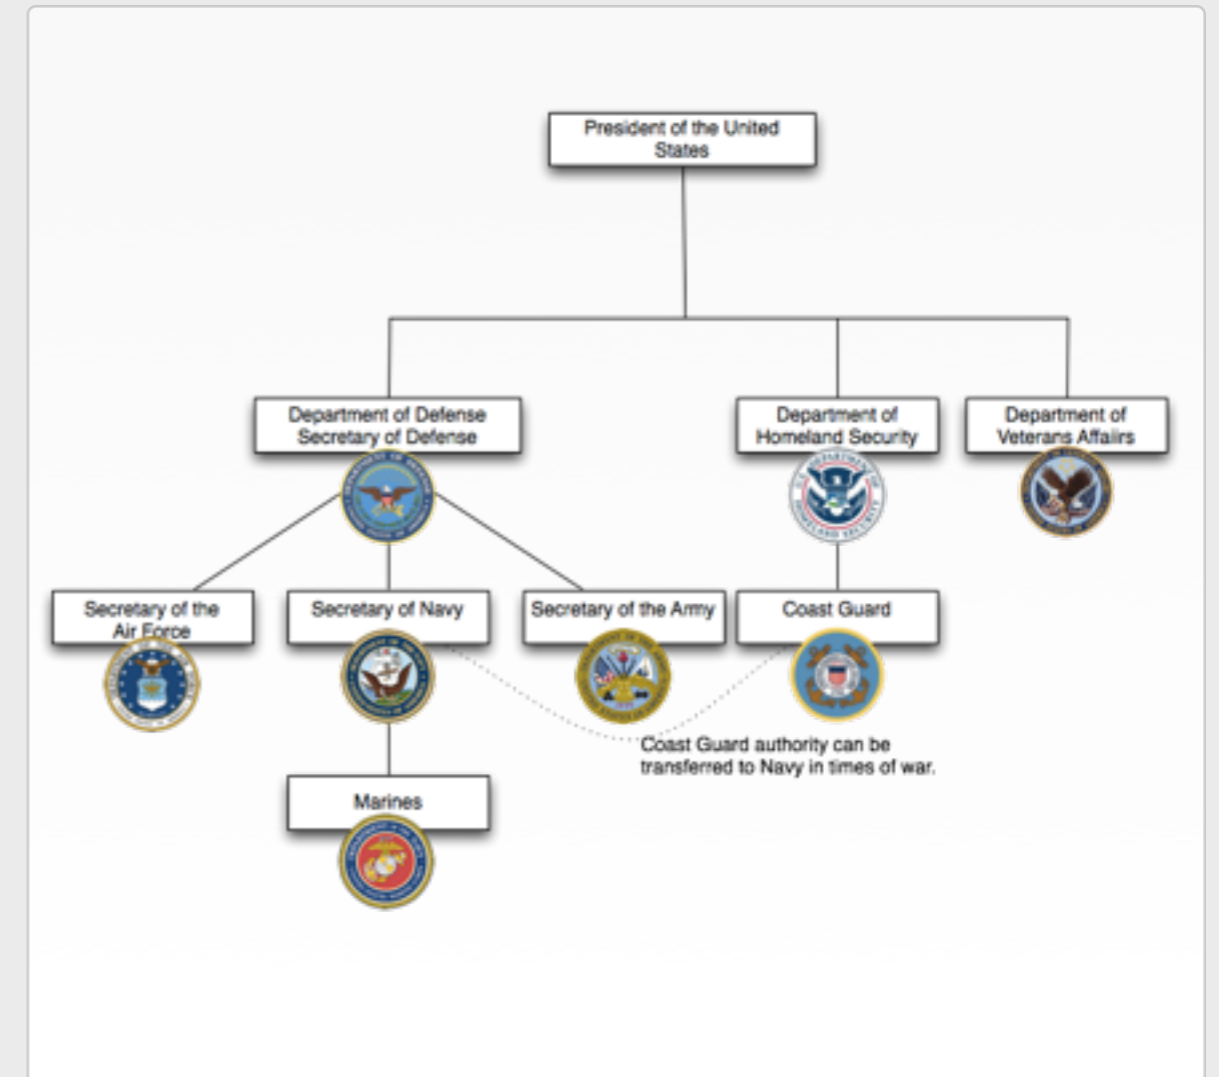 President of the United
States
Department of Defense
Secretary of Defense
Department of
Homeland Security
Department of
Veterans Affaiirs
Secretary of the
Air Force
Secretary of Navy
Secretary of the Army
Coast Guard
Coast Guard authority can be
transferred to Navy in times of war.
Marines